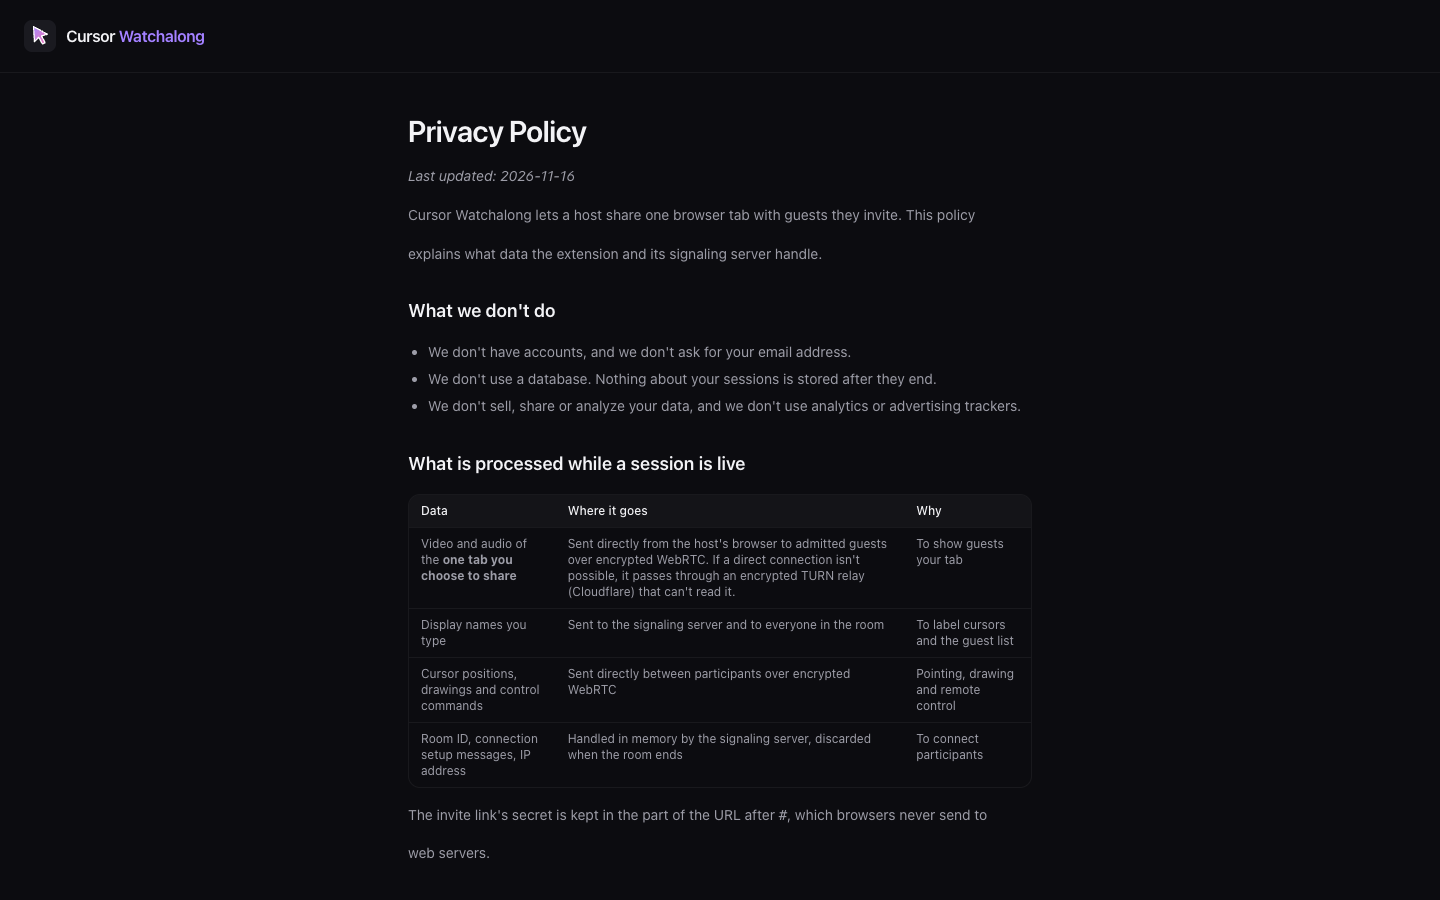 Cursor Watchalong
Privacy Policy
Last updated: 2026-11-16
Cursor Watchalong lets a host share one browser tab with guests they invite. This policy
explains what data the extension and its signaling server handle.
What we don't do
• We don't have accounts, and we don't ask for your email address.
• We don't use a database. Nothing about your sessions is stored after they end.
• We don't sell, share or analyze your data, and we don't use analytics or advertising trackers.
What is processed while a session is live
Data
Where it goes
Why
Video and audio of
the one tab you
choose to share
Sent directly from the host's browser to admitted guests
over encrypted WebRTC. If a direct connection isn't
possible, it passes through an encrypted TURN relay
(Cloudflare) that can't read it.
To show guests
your tab
Display names you
type
Sent to the signaling server and to everyone in the room
To label cursors
and the guest list
Cursor positions,
drawings and control
commands
Sent directly between participants over encrypted
WebRTC
Pointing, drawing
and remote
control
Room ID, connection
setup messages, IP
address
Handled in memory by the signaling server, discarded
when the room ends
To connect
participants
The invite link's secret is kept in the part of the URL after #, which browsers never send to
web servers.